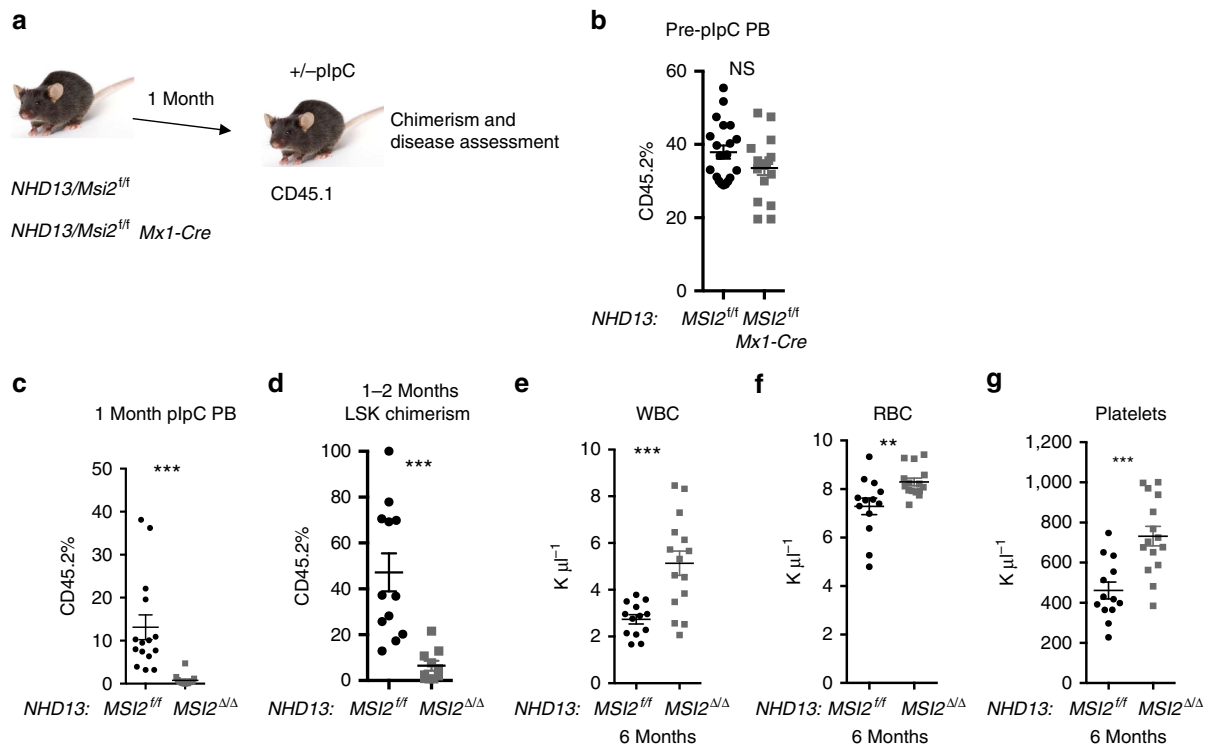 a
+/–pIpC
1 Month
Chimerism and
disease assessment
NHD13/Msi2f/f
CD45.1
NHD13/Msi2f/f Mx1-Cre
b
Pre-pIpC PB
NS
60
40
20
0
CD45.2%
NHD13: MSI2f/f MSI2f/f
Mx1-Cre
c
1 Month pIpC PB
***
50
40
30
20
10
0
CD45.2%
NHD13: MSI2f/f MSI2Δ/Δ
d
1–2 Months
LSK chimerism
***
100
80
60
40
20
0
CD45.2%
MSI2f/f MSI2Δ/Δ
e
WBC
***
10
8
6
4
2
0
K μl–1
NHD13: MSI2f/f MSI2Δ/Δ
6 Months
f
RBC
**
10
8
6
4
2
0
K μl–1
NHD13: MSI2f/f MSI2Δ/Δ
6 Months
g
Platelets
***
1,200
1,000
800
600
400
200
0
K μl–1
NHD13: MSI2f/f MSI2Δ/Δ
6 Months